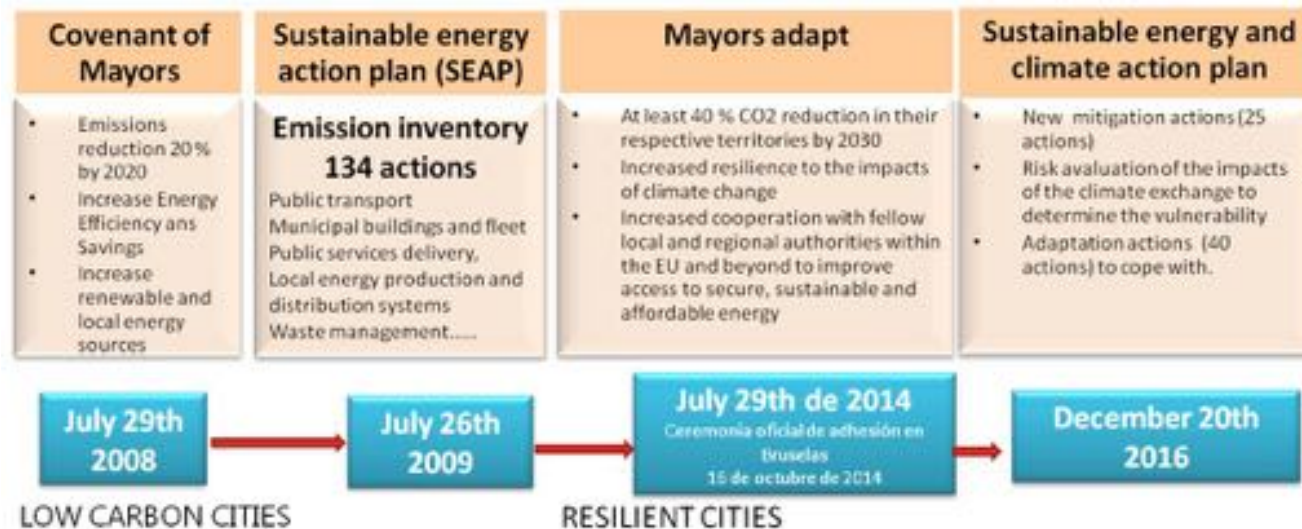 Covenant of
Mayors
Emissions
reduction 20%
by 2020
Increase Energy
Efficiency ans
Savings
Increase
renewable and
local energy
sources
Sustainable energy
action plan (SEAP)
Emission inventory
134 actions
Public transport
Municipal buildings and fleet
Public services delivery,
Local energy production and
distribution systems
Waste management.....
Mayors adapt
At least 40 % CO2 reduction in their
respective territories by 2030
Increased resilience to the impacts
of climate change
Increased cooperation with fellow
local and regional authorities within
the EU and beyond to improve
access to secure, sustainable and
affordable energy
Sustainable energy and
climate action plan
New mitigation actions (25
actions)
Risk avaluation of the impacts
of the climate exchange to
determine the vulnerability
Adaptation actions (40
actions) to cope with.
July 29th
2008
July 26th
2009
July 29th de 2014
Ceremonia oficial de adhesión en
Bruselas
16 de octubre de 2014
December 20th
2016
LOW CARBON CITIES
RESILIENT CITIES